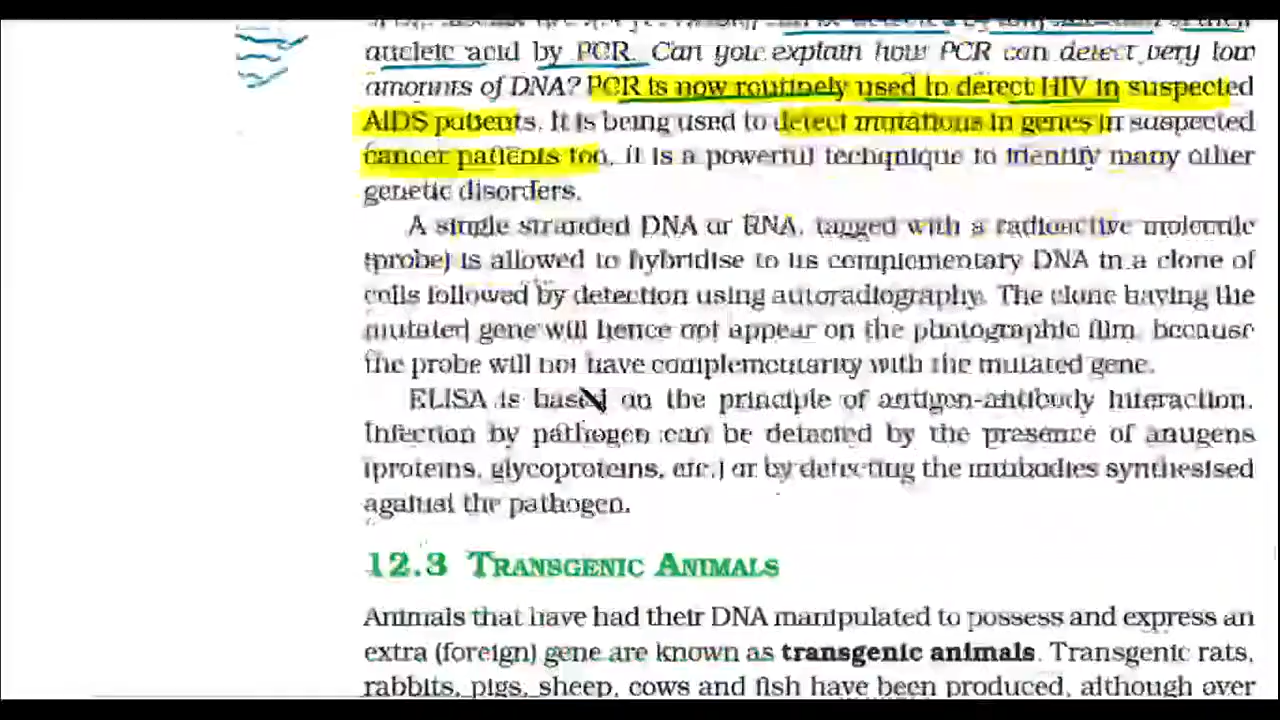 nucleic acid by PCR. Can you explain how PCR can detect very low
amounts of DNA? PCR is now routinely used to detect HIV in suspected
AIDS patients. It is being used to detect mutations in genes in suspected
cancer patients too. It is a powerful techqnique to identify many other
genetic disorders.
A single stranded DNA or RNA, tagged with a radioactive molecule
(probe) is allowed to hybridise to its complementary DNA in a clone of
cells followed by detection using autoradiography. The clone having the
mutated gene will hence not appear on the photographic film, because
the probe will not have complementarity with the mutated gene.
ELISA is based on the principle of antigen-antibody interaction.
Infection by pathogen can be detected by the presence of antigens
(proteins, glycoproteins, etc.) or by detecting the antibodies synthesised
against the pathogen.
12.3 TRANSGENIC ANIMALS
Animals that have had their DNA manipulated to possess and express an
extra (foreign) gene are known as transgenic animals. Transgenic rats,
rabbits, pigs, sheep, cows and fish have been produced, although over